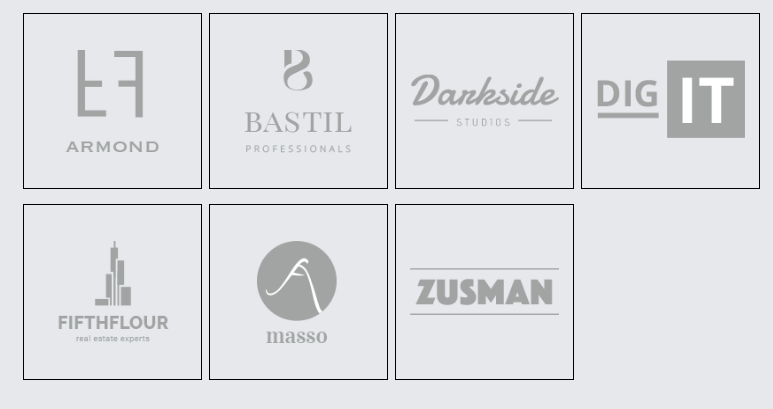 ARMOND
B
BASTIL
PROFESSIONALS
Darkside
STUDIOS
DIG IT
FIFTHFLOUR
real estate experts
A
masso
ZUSMAN